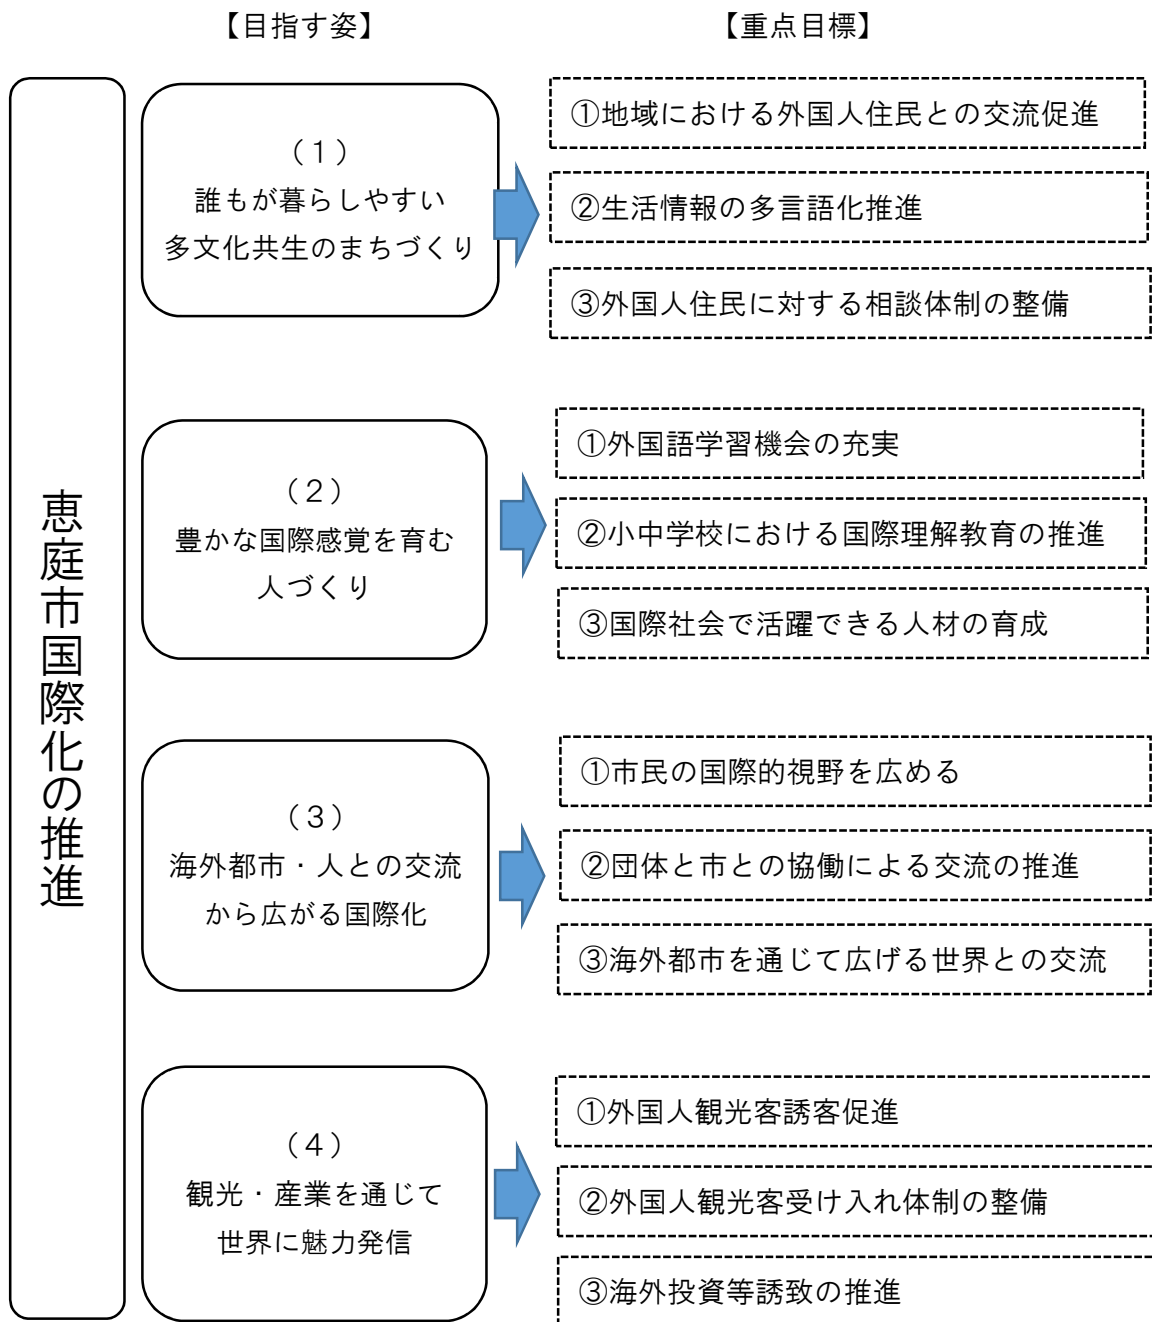 【目指す姿】
【重点目標】
恵庭市国際化の推進
（１）
誰もが暮らしやすい
多文化共生のまちづくり
①地域における外国人住民との交流促進
②生活情報の多言語化推進
③外国人住民に対する相談体制の整備
（２）
豊かな国際感覚を育む
人づくり
①外国語学習機会の充実
②小中学校における国際理解教育の推進
③国際社会で活躍できる人材の育成
（３）
海外都市・人との交流
から広がる国際化
①市民の国際的視野を広める
②団体と市との協働による交流の推進
③海外都市を通じて広げる世界との交流
（４）
観光・産業を通じて
世界に魅力発信
①外国人観光客誘客促進
②外国人観光客受け入れ体制の整備
③海外投資等誘致の推進